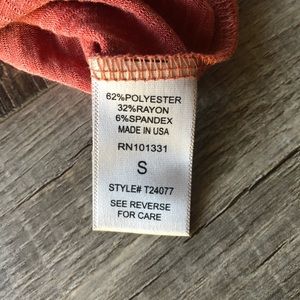 62%POLYESTER
32%RAYON
6%SPANDEX
MADE IN USA
RN101331
S
STYLE# T24077
SEE REVERSE
FOR CARE